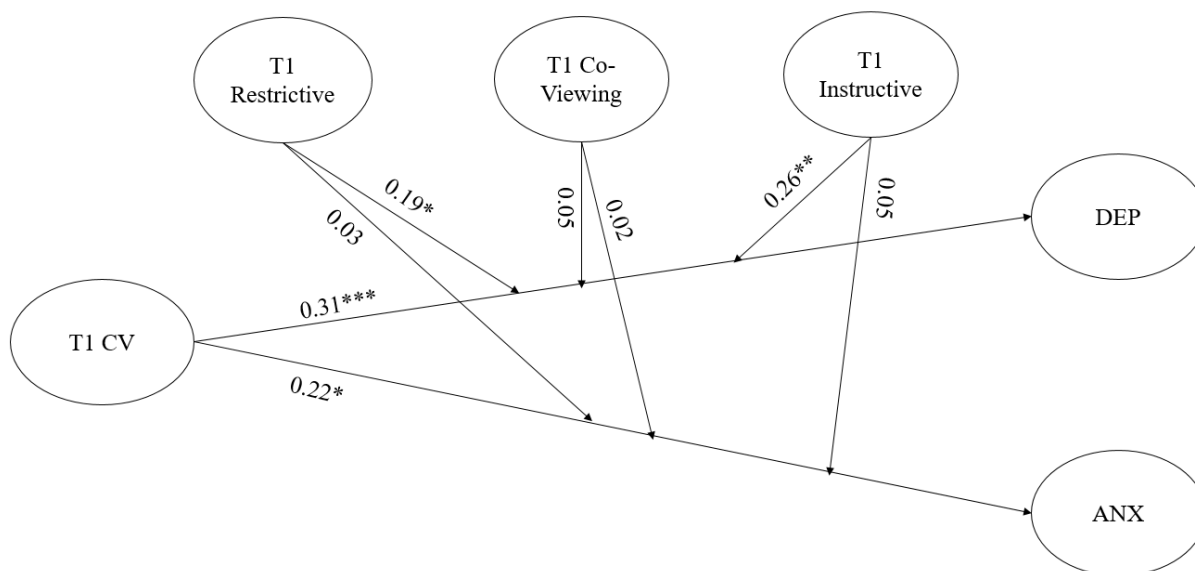 T1
Restrictive
T1 Co-
Viewing
T1
Instructive
0.19*
0.03
0.05
0.02
0.26**
0.05
DEP
0.31***
T1 CV
0.22*
ANX